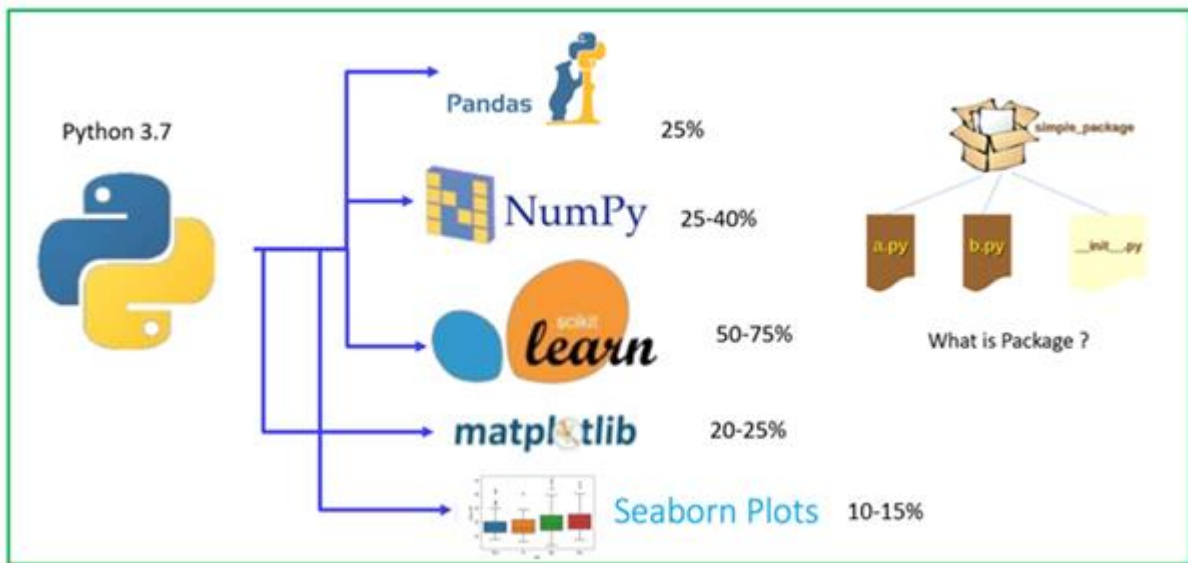 Python 3.7
Pandas
25%
NumPy
25-40%
scikit
learn
50-75%
matplotlib
20-25%
Seaborn Plots
10-15%
simple_package
a.py
b.py
__init__.py
What is Package ?